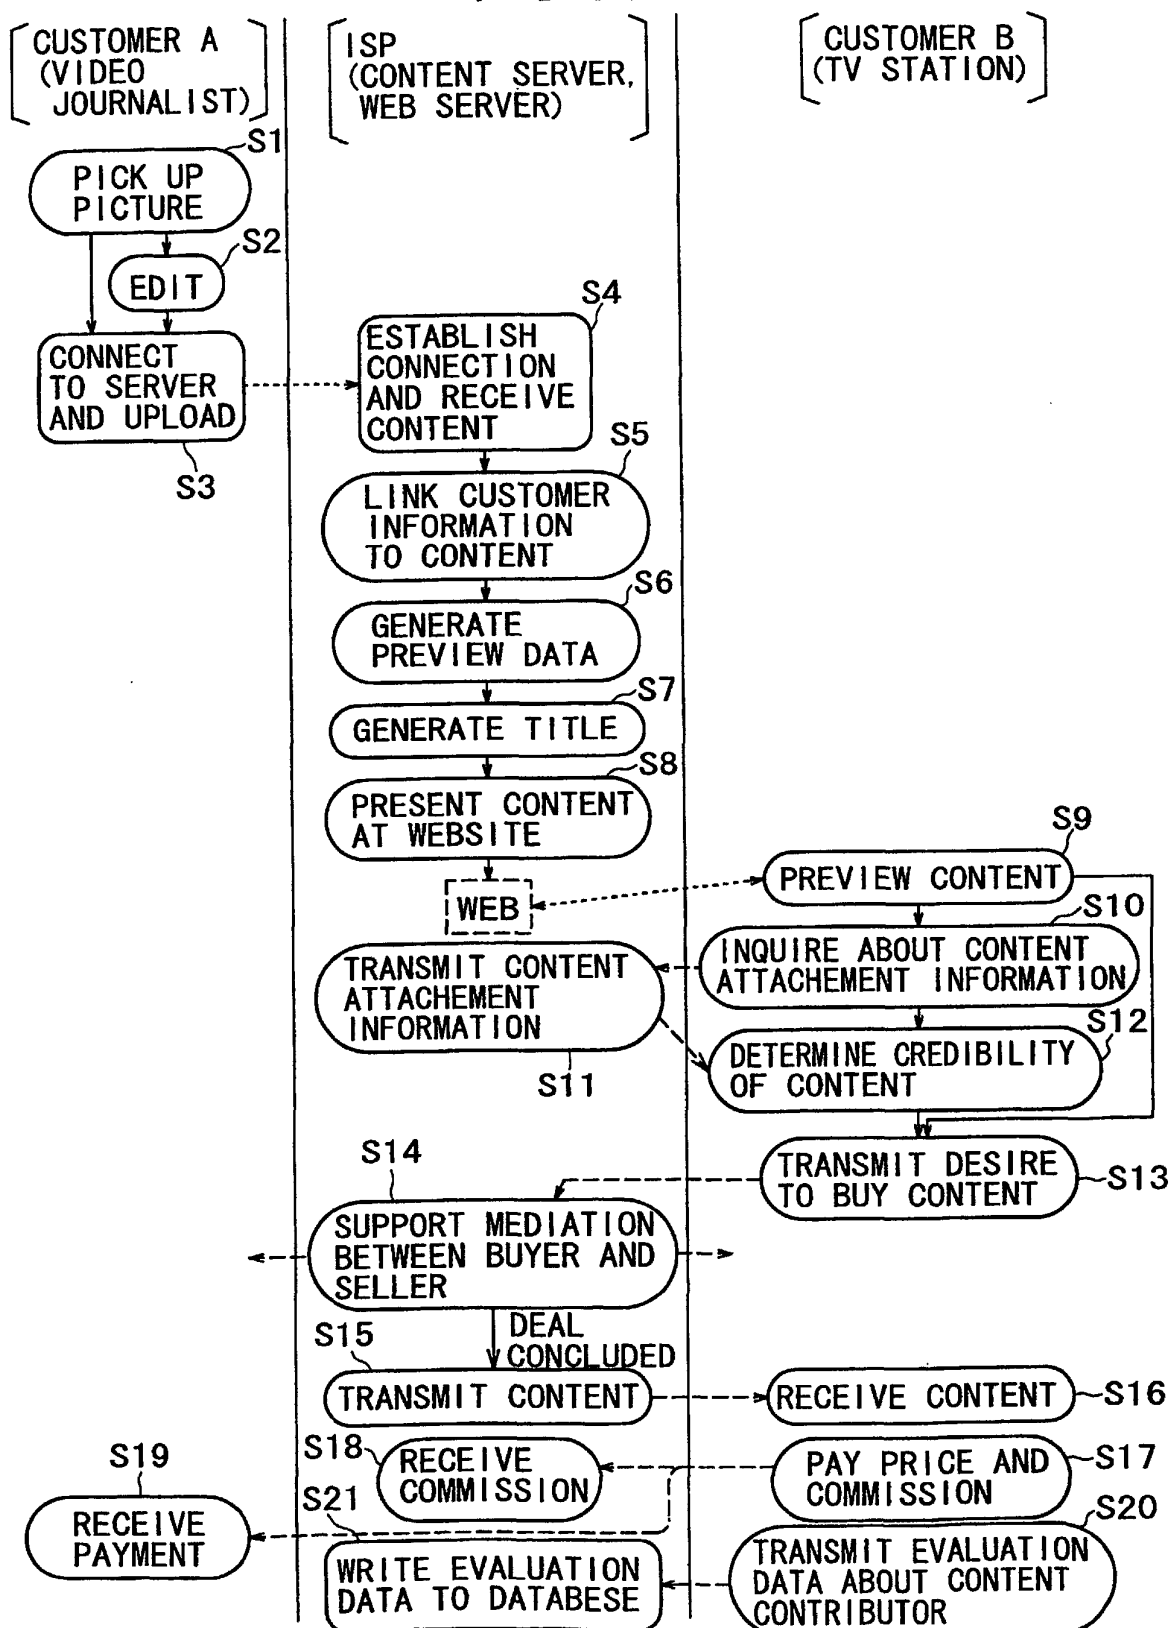 CUSTOMER A
(VIDEO
JOURNALIST)
ISP
(CONTENT SERVER,
WEB SERVER)
CUSTOMER B
(TV STATION)
S1
PICK UP
PICTURE
S2
EDIT
CONNECT
TO SERVER
AND UPLOAD
S3
S4
ESTABLISH
CONNECTION
AND RECEIVE
CONTENT
S5
LINK CUSTOMER
INFORMATION
TO CONTENT
S6
GENERATE
PREVIEW DATA
S7
GENERATE TITLE
S8
PRESENT CONTENT
AT WEBSITE
WEB
S9
PREVIEW CONTENT
S10
INQUIRE ABOUT CONTENT
ATTACHEMENT INFORMATION
TRANSMIT CONTENT
ATTACHEMENT
INFORMATION
S11
S12
DETERMINE CREDIBILITY
OF CONTENT
TRANSMIT DESIRE
TO BUY CONTENT
S13
S14
SUPPORT MEDIATION
BETWEEN BUYER AND
SELLER
DEAL
CONCLUDED
S15
TRANSMIT CONTENT
RECEIVE CONTENT
S16
S17
PAY PRICE AND
COMMISSION
S18
RECEIVE
COMMISSION
S19
RECEIVE
PAYMENT
S20
TRANSMIT EVALUATION
DATA ABOUT CONTENT
CONTRIBUTOR
S21
WRITE EVALUATION
DATA TO DATABESE